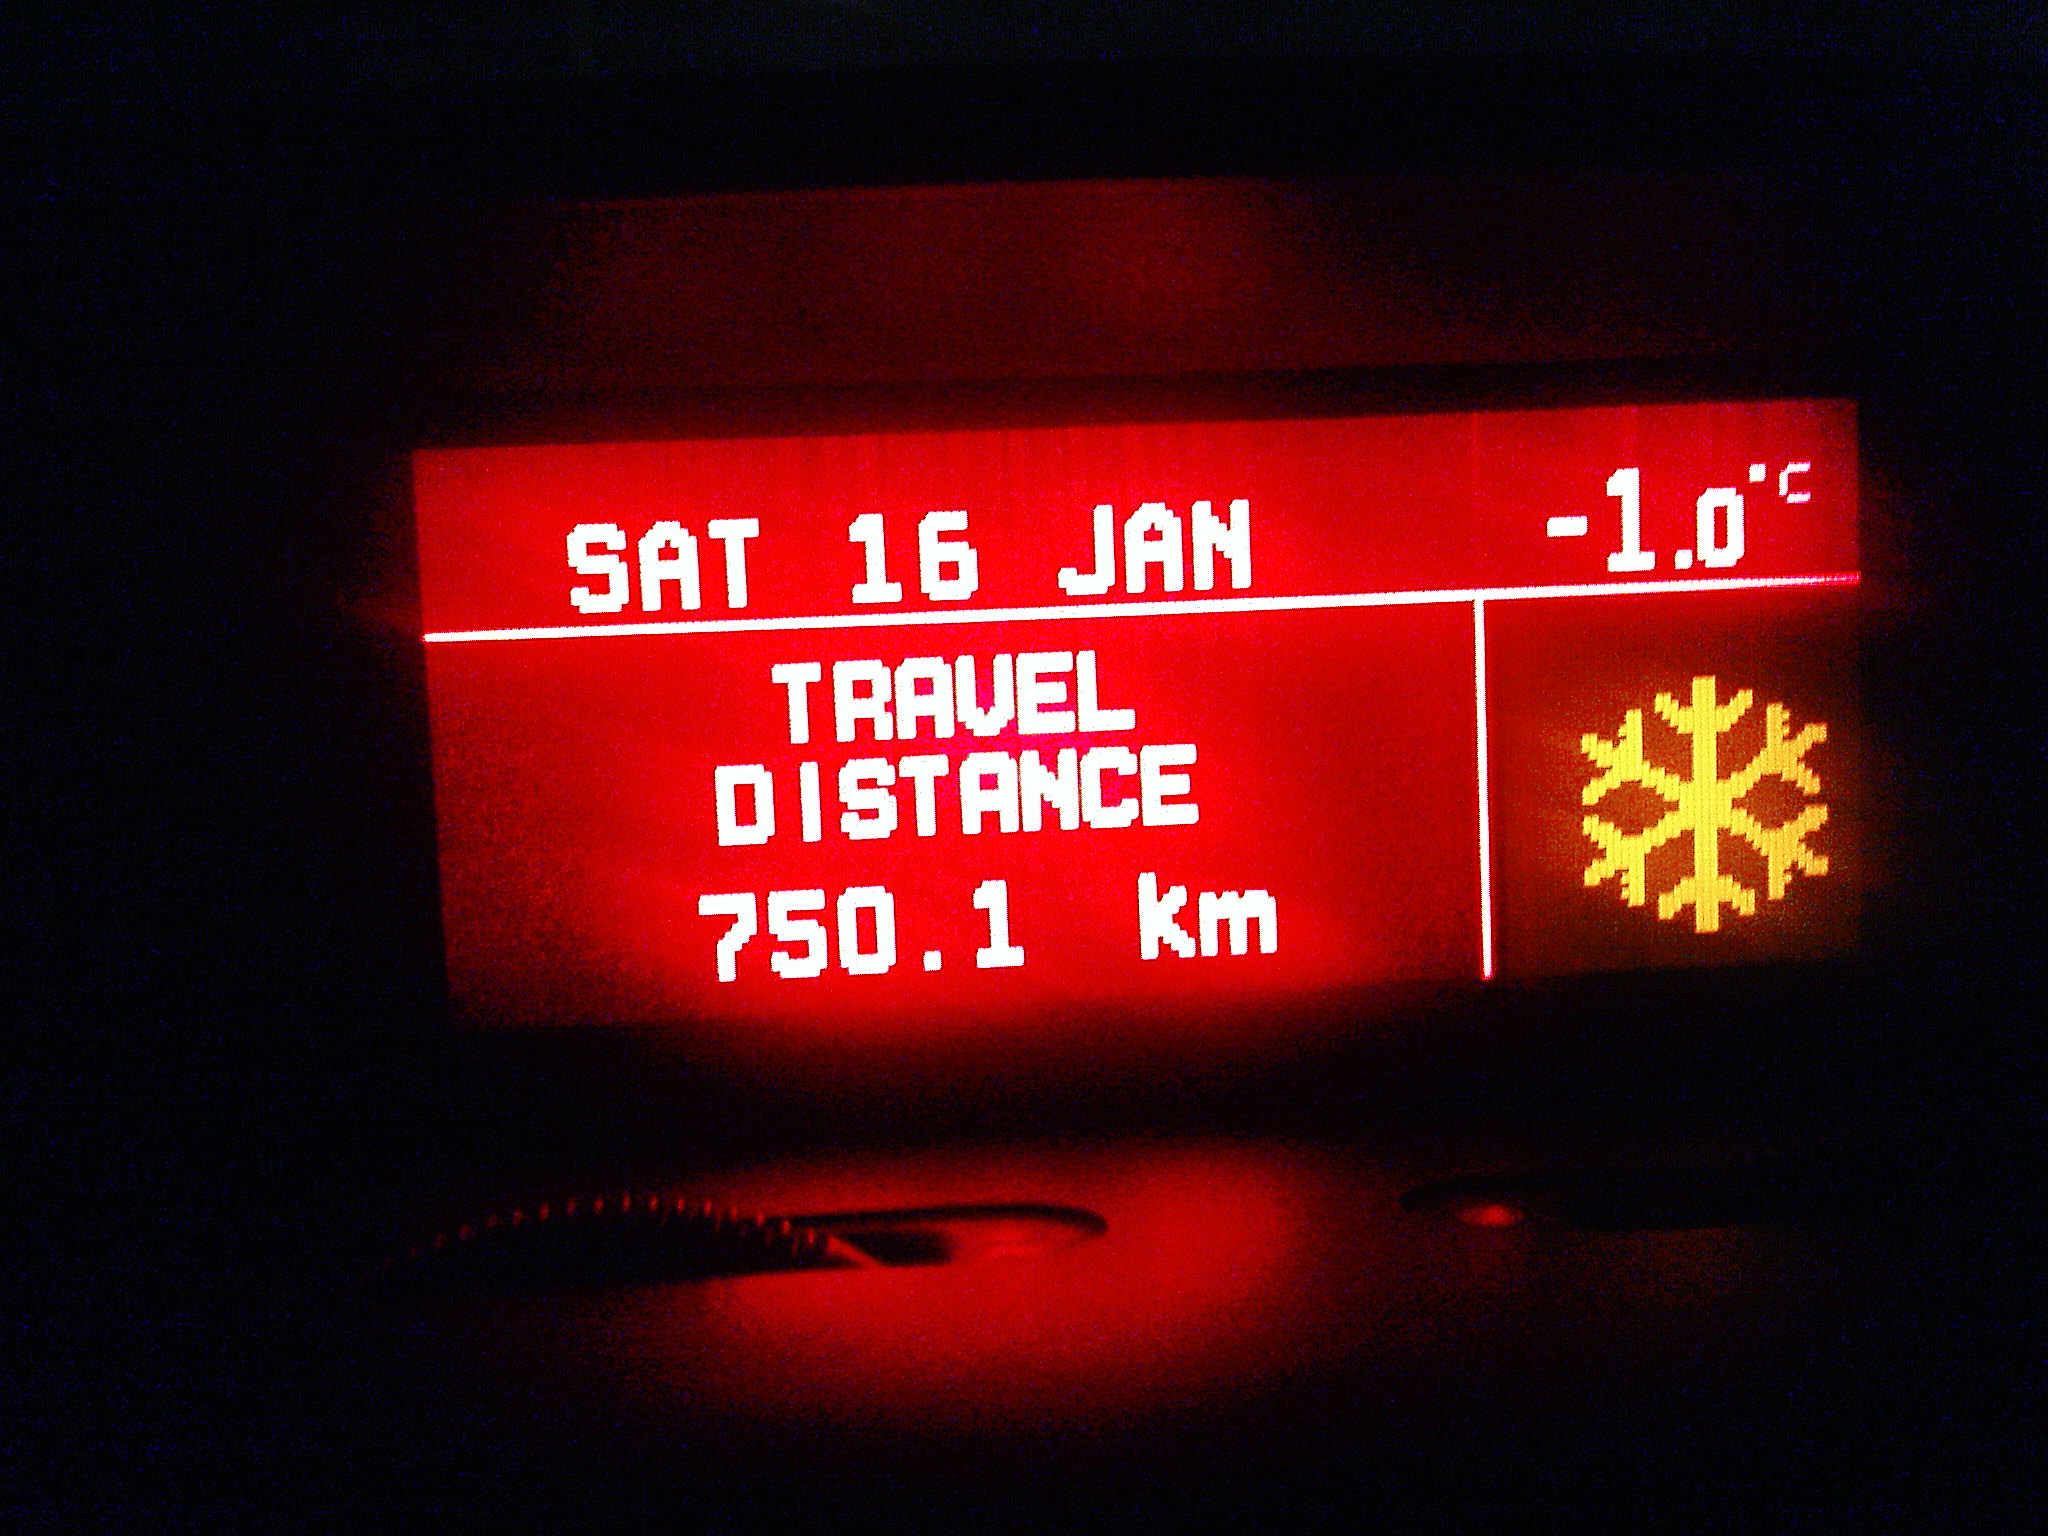 SAT 16 JAN -1.0°C
TRAVEL
DISTANCE
750.1 km